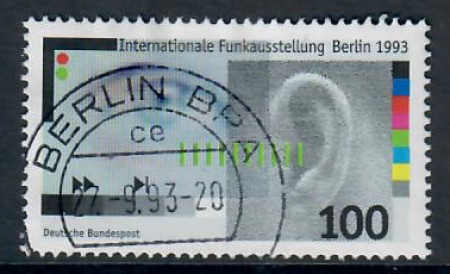 Internationale Funkausstellung Berlin 1993
BERLIN
ce
-9.93-20
100
Deutsche Bundespost